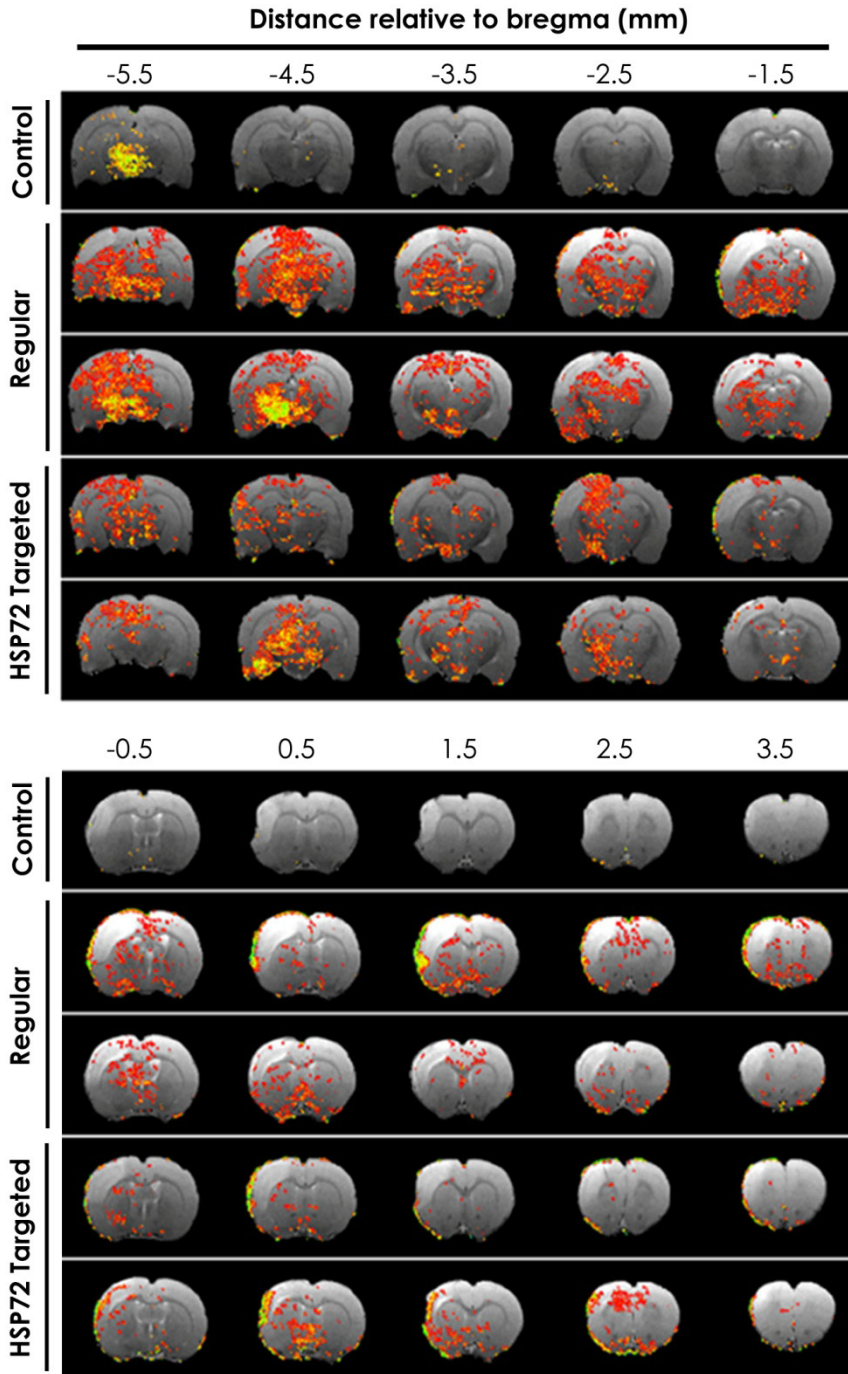 Distance relative to bregma (mm)
-5.5 -4.5 -3.5 -2.5 -1.5
Control
Regular
HSP72 Targeted
-0.5 0.5 1.5 2.5 3.5
Control
Regular
HSP72 Targeted